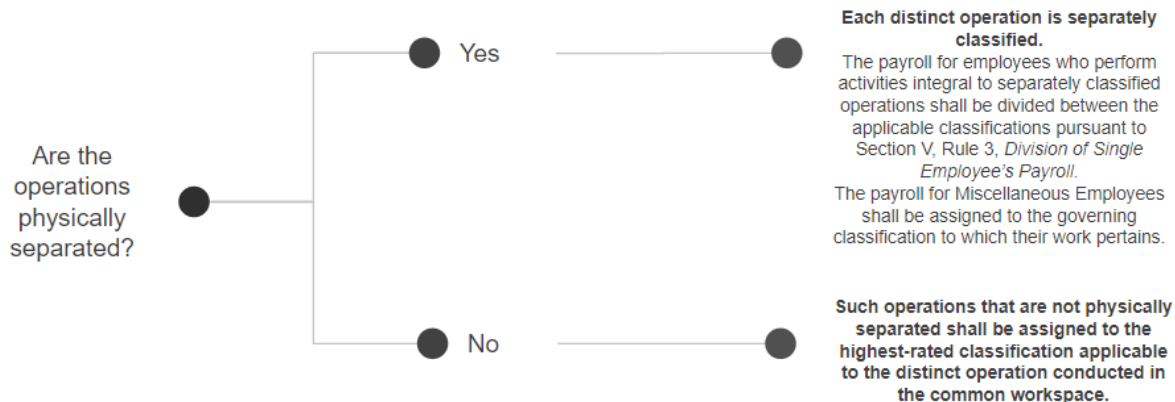 Are the
operations
physically
separated?
Yes
Each distinct operation is separately
classified.
The payroll for employees who perform
activities integral to separately classified
operations shall be divided between the
applicable classifications pursuant to
Section V, Rule 3, Division of Single
Employee's Payroll.
The payroll for Miscellaneous Employees
shall be assigned to the governing
classification to which their work pertains.
No
Such operations that are not physically
separated shall be assigned to the
highest-rated classification applicable
to the distinct operation conducted in
the common workspace.